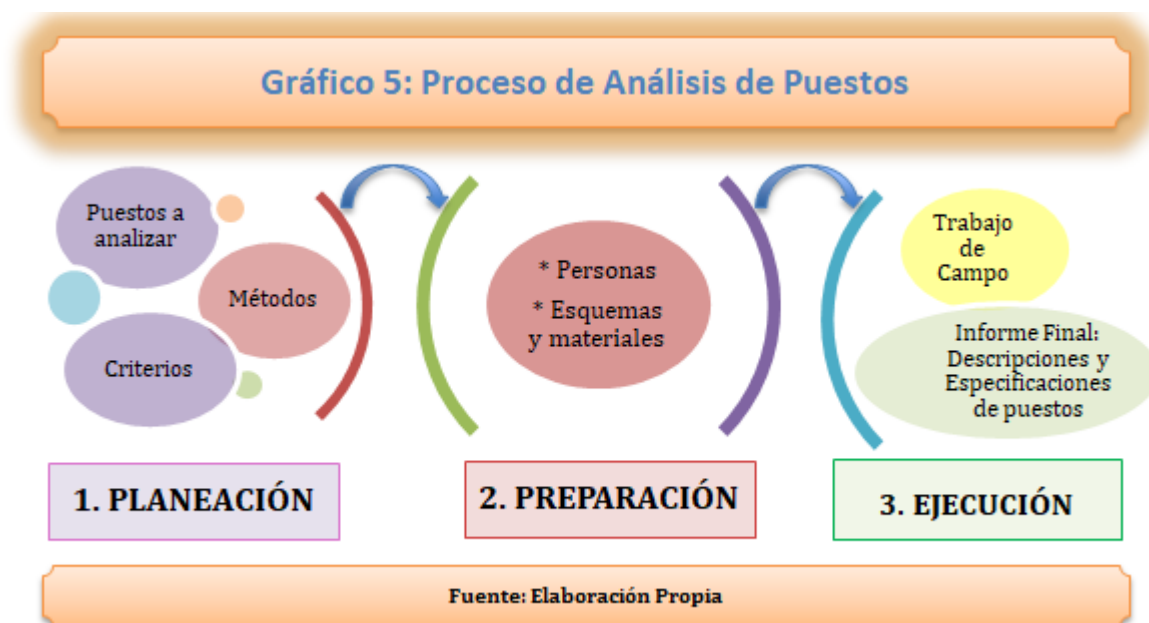 Gráfico 5: Proceso de Análisis de Puestos
Puestos a
analizar
Métodos
Criterios
* Personas
* Esquemas
y materiales
Trabajo
de
Campo
Informe Final:
Descripciones y
Especificaciones
de puestos
1. PLANEACIÓN
2. PREPARACIÓN
3. EJECUCIÓN
Fuente: Elaboración Propia